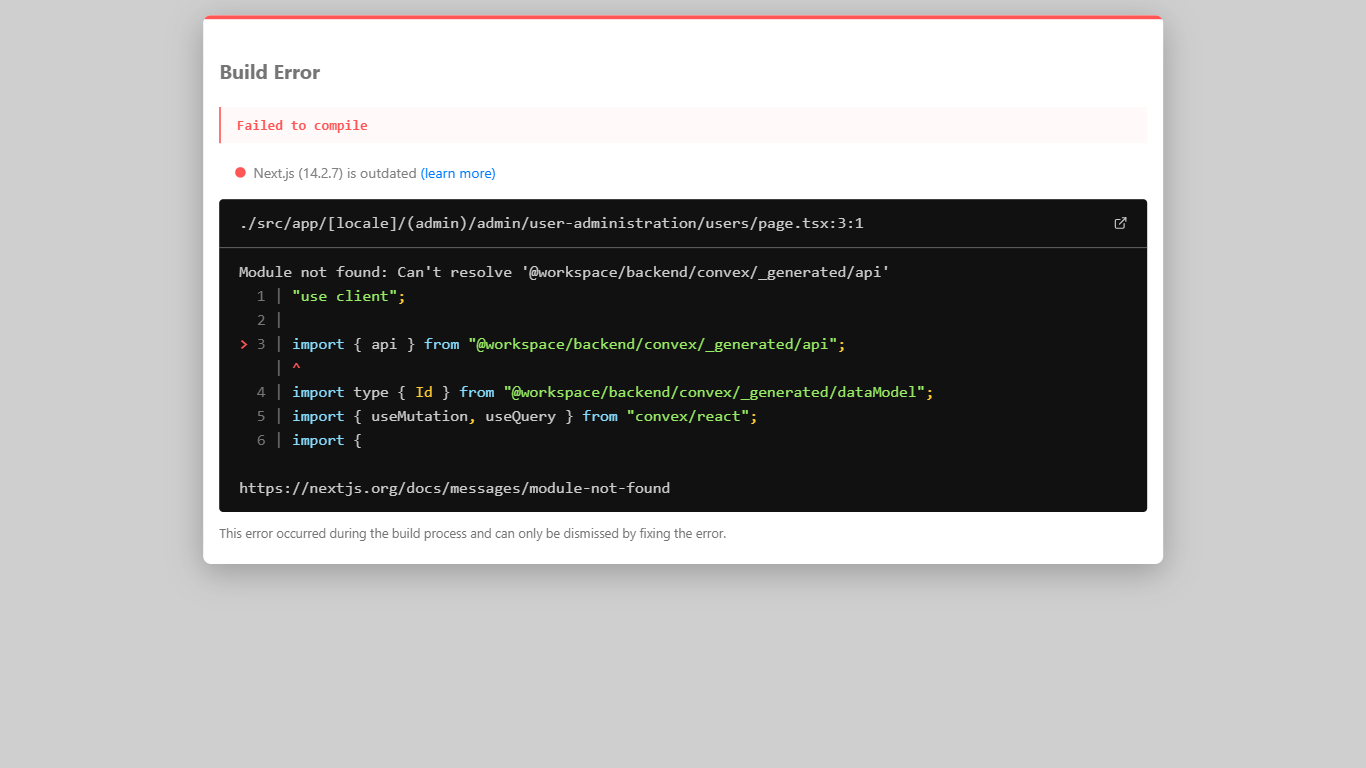 Build Error
Failed to compile
Next.js (14.2.7) is outdated (learn more)
./src/app/[locale]/(admin)/admin/user-administration/users/page.tsx:3:1
Module not found: Can't resolve '@workspace/backend/convex/_generated/api'
1 | "use client";
2 |
> 3 | import { api } from "@workspace/backend/convex/_generated/api";
| ^
4 | import type { Id } from "@workspace/backend/convex/_generated/dataModel";
5 | import { useMutation, useQuery } from "convex/react";
6 | import {
https://nextjs.org/docs/messages/module-not-found
This error occurred during the build process and can only be dismissed by fixing the error.